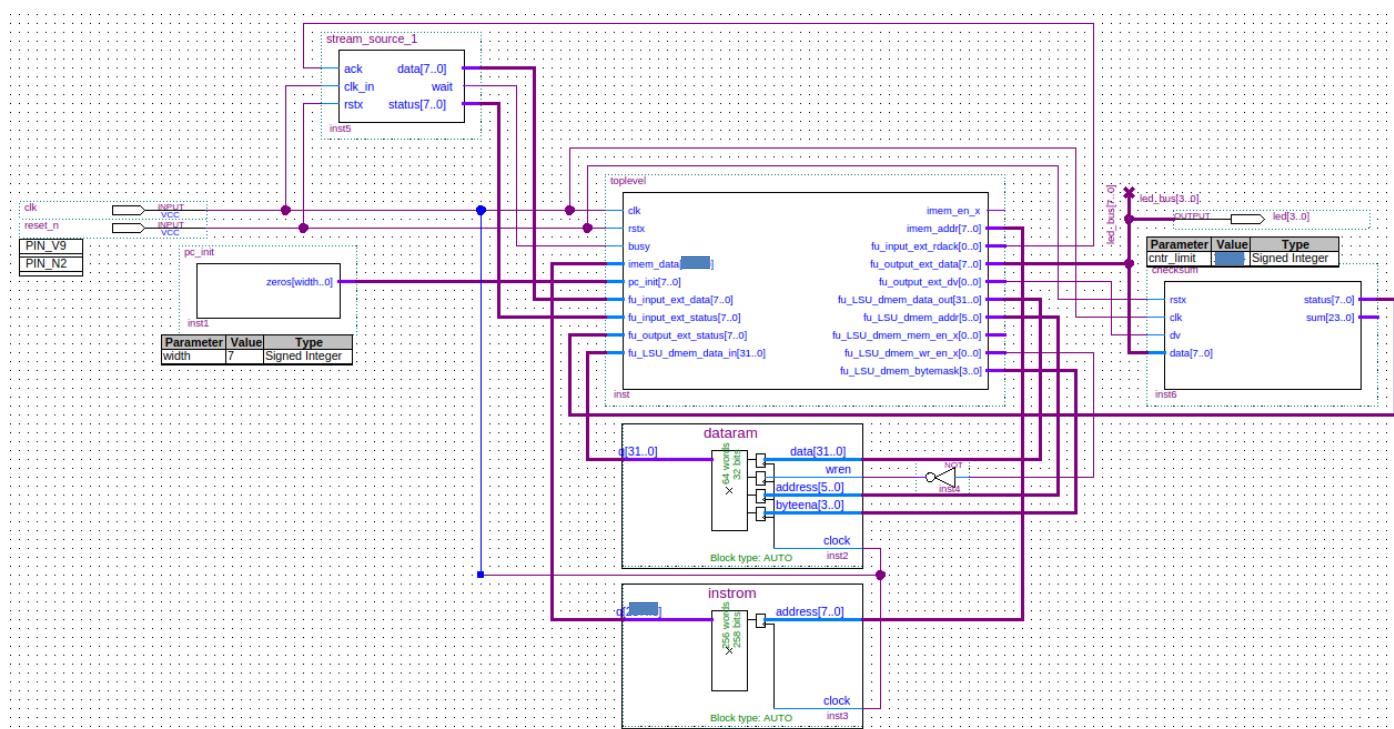 stream_source_1
ack data[7..0]
clk_in wait
rstx status[7..0]
inst5
clk INPUT VCC
reset_n INPUT VCC
PIN_V9
PIN_N2
pc_init
zeros[width..0]
inst1
Parameter Value Type
width 7 Signed Integer
toplevel
clk imem_en_x
rstx imem_addr[7..0]
busy fu_input_ext_rdack[0..0]
imem_data fu_output_ext_data[7..0]
pc_init[7..0] fu_output_ext_dv[0..0]
fu_input_ext_data[7..0] fu_LSU_dmem_data_out[31..0]
fu_input_ext_status[7..0] fu_LSU_dmem_addr[5..0]
fu_output_ext_status[7..0] fu_LSU_dmem_mem_en_x[0..0]
fu_LSU_dmem_data_in[31..0] fu_LSU_dmem_wr_en_x[0..0]
fu_LSU_dmem_bytemask[3..0]
inst
led_bus[7..0]
led_bus[3..0]
OUTPUT led[3..0]
Parameter Value Type
cntr_limit Signed Integer
checksum
rstx status[7..0]
clk sum[23..0]
dv
data[7..0]
inst6
dataram
q[31..0] data[31..0]
64 words
32 bits
wren
address[5..0]
byteena[3..0]
clock
Block type: AUTO inst2
NOT
inst4
instrom
address[7..0]
256 words
258 bits
clock
Block type: AUTO inst3